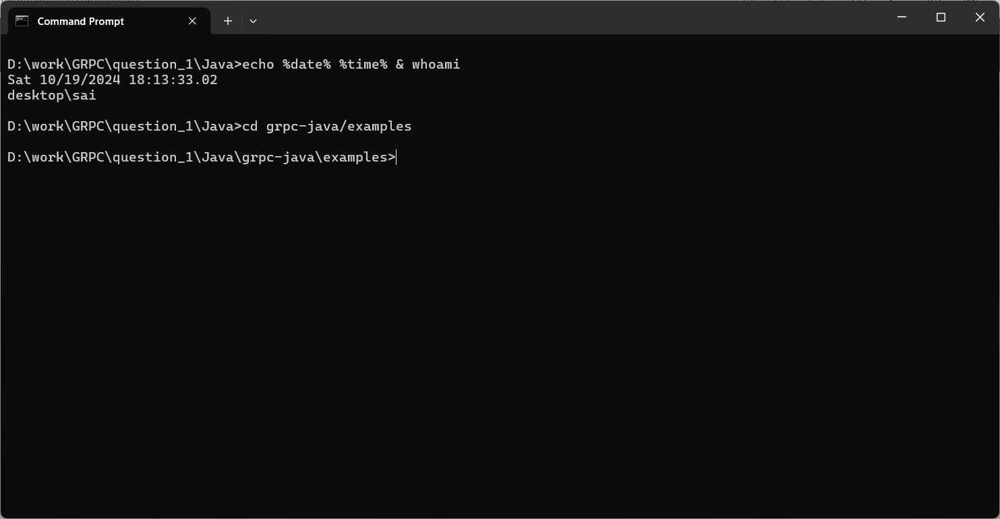 Command Prompt
D:\work\GRPC\question_1\Java>echo %date% %time% & whoami
Sat 10/19/2024 18:13:33.02
desktop\sai
D:\work\GRPC\question_1\Java>cd grpc-java/examples
D:\work\GRPC\question_1\Java\grpc-java\examples>